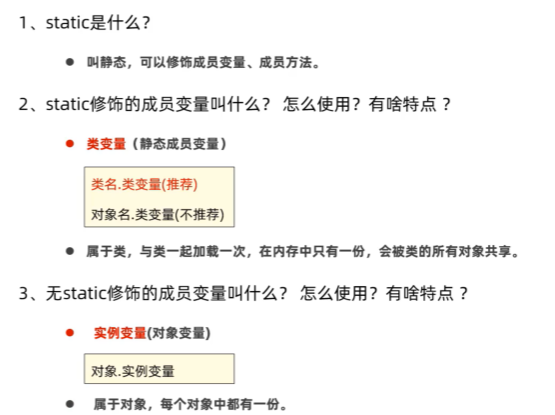 1、static是什么?
● 叫静态，可以修饰成员变量、成员方法。
2、static修饰的成员变量叫什么？ 怎么使用？有啥特点 ？
● 类变量（静态成员变量）
类名.类变量(推荐)
对象名.类变量(不推荐)
● 属于类，与类一起加载一次，在内存中只有一份，会被类的所有对象共享。
3、无static修饰的成员变量叫什么？ 怎么使用？有啥特点 ？
● 实例变量(对象变量)
对象.实例变量
● 属于对象，每个对象中都有一份。